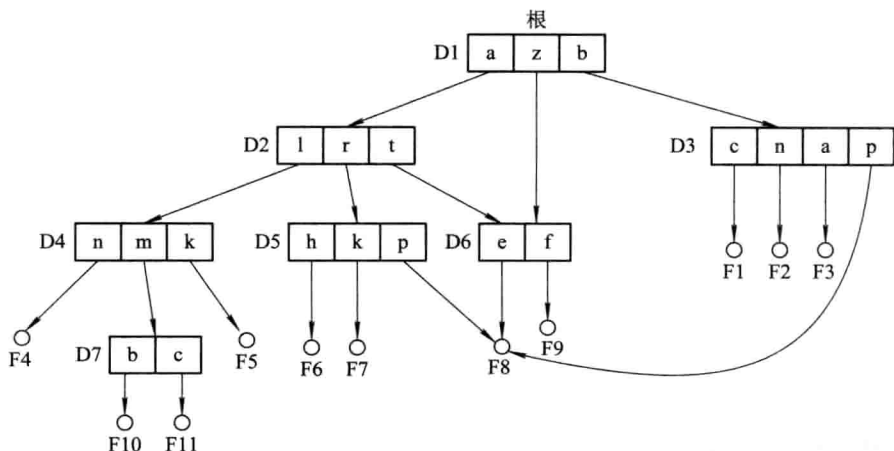 根
D1 a z b
D2 l r t
D3 c n a p
D4 n m k
D5 h k p
D6 e f
F1 F2 F3
F4
D7 b c
F5
F6 F7
F8
F9
F10 F11